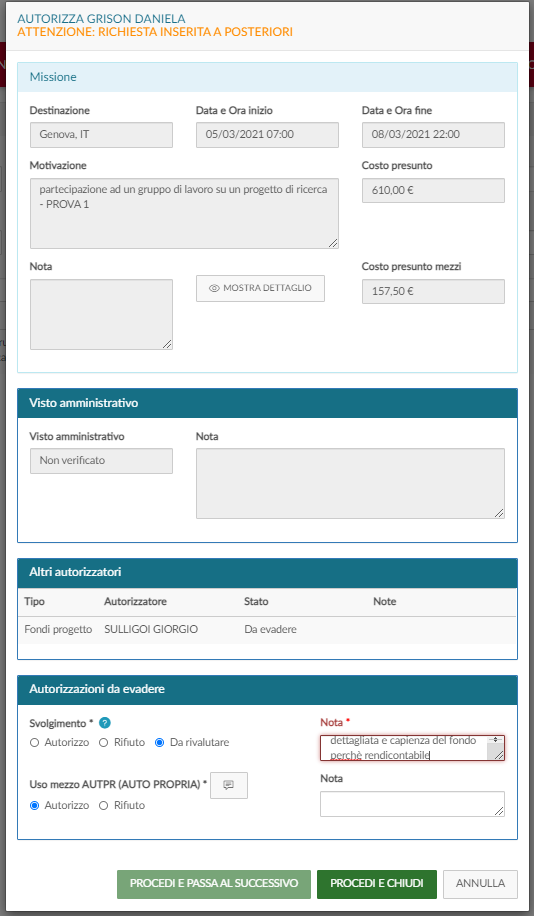 AUTORIZZA GRISON DANIELA
ATTENZIONE: RICHIESTA INSERITA A POSTERIORI
Missione
Destinazione Data e Ora inizio Data e Ora fine
Genova, IT 05/03/2021 07:00 08/03/2021 22:00
Motivazione Costo presunto
partecipazione ad un gruppo di lavoro su un progetto di ricerca 610,00 €
- PROVA 1
Nota Costo presunto mezzi
MOSTRA DETTAGLIO 157,50 €
Visto amministrativo
Visto amministrativo Nota
Non verificato
Altri autorizzatori
Tipo Autorizzatore Stato Note
Fondi progetto SULLIGOI GIORGIO Da evadere
Autorizzazioni da evadere
Svolgimento * ? Nota *
Autorizzo Rifiuto Da rivalutare dettagliata e capienza del fondo
perchè rendicontabile
Uso mezzo AUTPR (AUTO PROPRIA) * Nota
Autorizzo Rifiuto
PROCEDI E PASSA AL SUCCESSIVO PROCEDI E CHIUDI ANNULLA